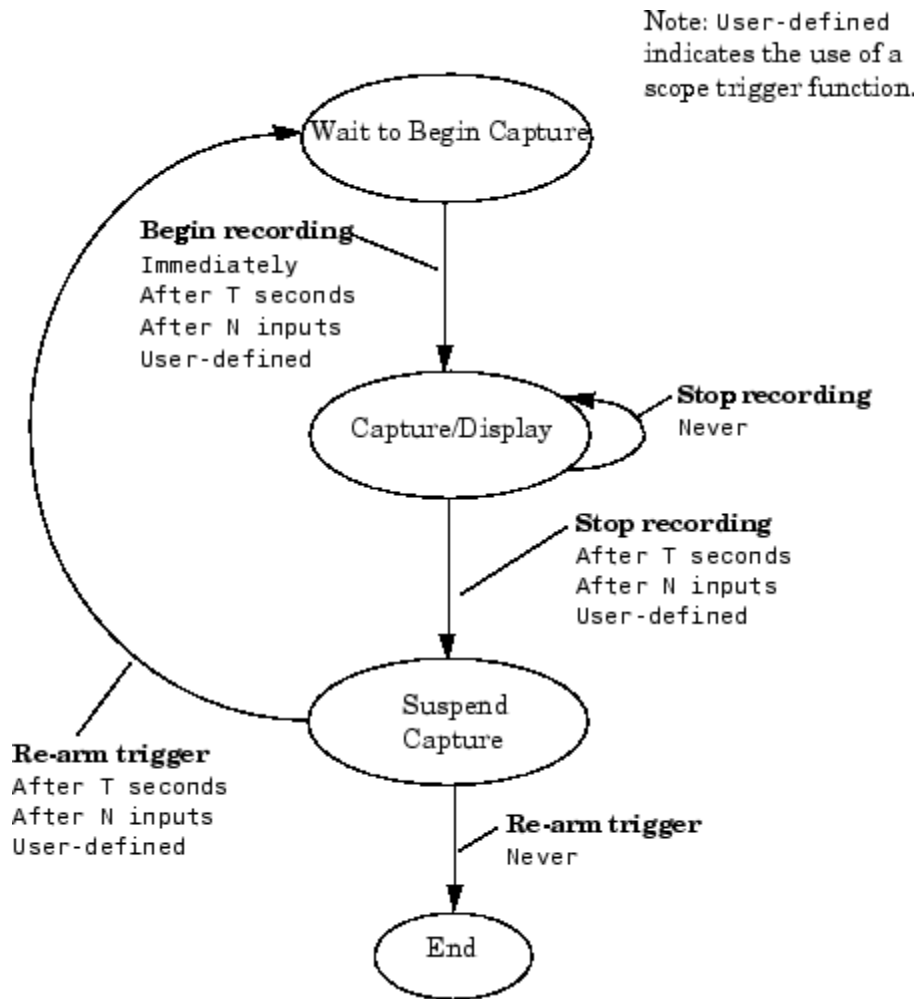 Note: User-defined
indicates the use of a
scope trigger function.
Wait to Begin Capture
Begin recording
Immediately
After T seconds
After N inputs
User-defined
Capture/Display
Stop recording
Never
Stop recording
After T seconds
After N inputs
User-defined
Suspend
Capture
Re-arm trigger
After T seconds
After N inputs
User-defined
Re-arm trigger
Never
End